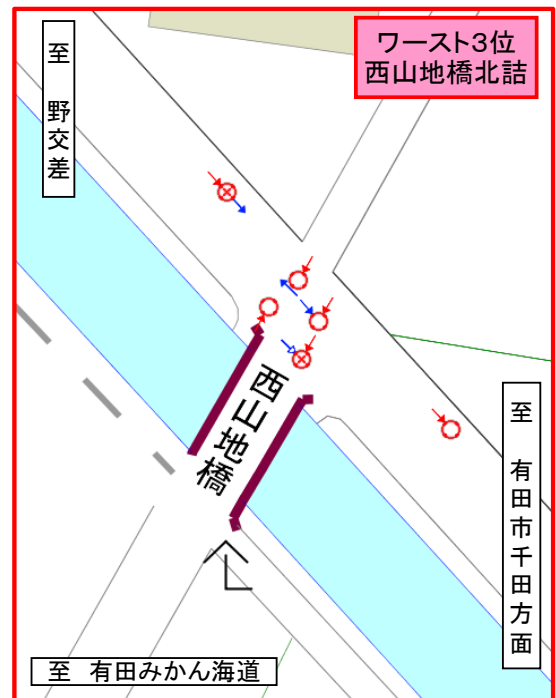 ワースト3位
西山地橋北詰
至 野交差
西山地橋
至 有田市千田方面
至 有田みかん海道